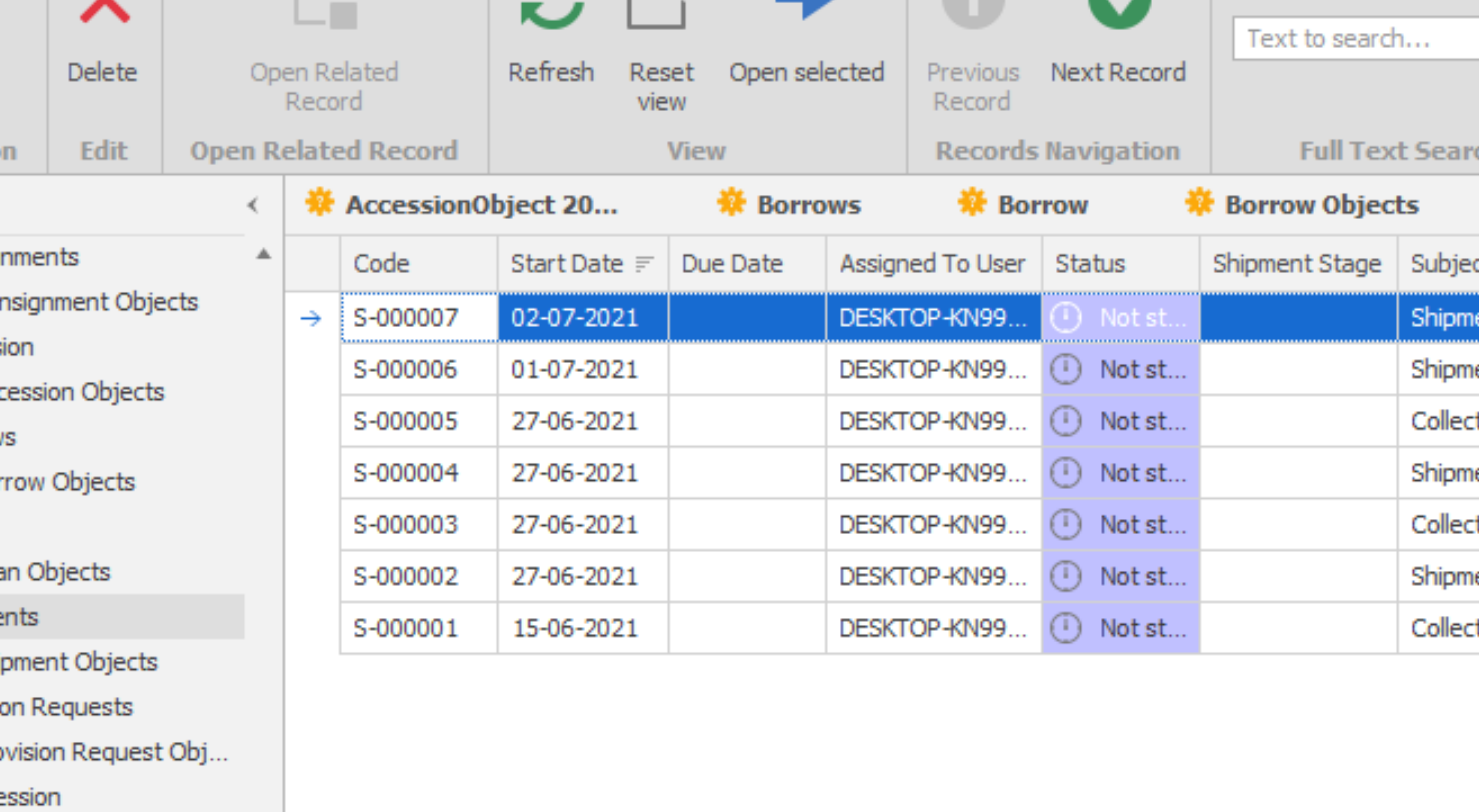 Delete
Open Related
Record
Refresh
Reset
view
Open selected
Previous
Record
Next Record
Text to search...
Edit
Open Related Record
View
Records Navigation
Full Text Searc
AccessionObject 20...
Borrows
Borrow
Borrow Objects
Code Start Date Due Date Assigned To User Status Shipment Stage Subjec
S-000007 02-07-2021 DESKTOP-KN99... Not st... Shipme
S-000006 01-07-2021 DESKTOP-KN99... Not st... Shipme
S-000005 27-06-2021 DESKTOP-KN99... Not st... Collect
S-000004 27-06-2021 DESKTOP-KN99... Not st... Shipme
S-000003 27-06-2021 DESKTOP-KN99... Not st... Collect
S-000002 27-06-2021 DESKTOP-KN99... Not st... Shipme
S-000001 15-06-2021 DESKTOP-KN99... Not st... Collect
nments
nsignment Objects
sion
cession Objects
ws
rrow Objects
an Objects
ents
pment Objects
on Requests
ovision Request Obj...
ession